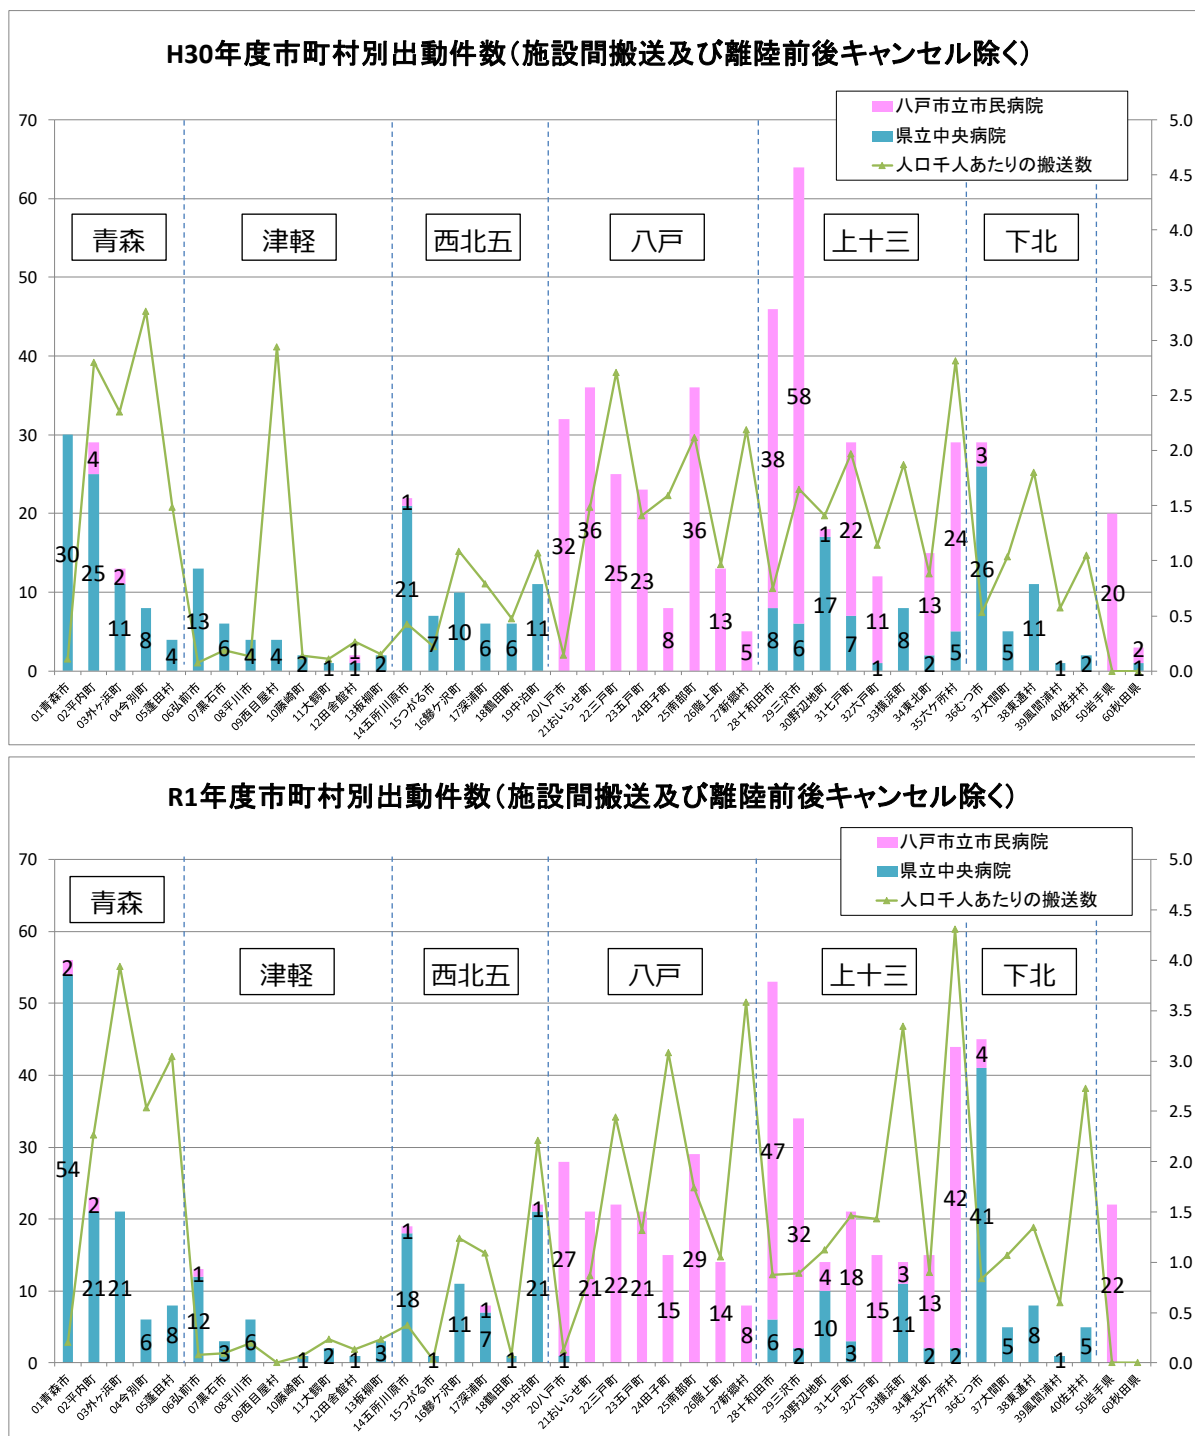 H30年度市町村別出動件数（施設間搬送及び離陸前後キャンセル除く）
八戸市立市民病院
県立中央病院
人口千人あたりの搬送数
70 60 50 40 30 20 10 0
5.0 4.5 4.0 3.5 3.0 2.5 2.0 1.5 1.0 0.5 0.0
青森 津軽 西北五 八戸 上十三 下北
30 25 4 11 2 8 4 13 6 4 4 2 1 1 1 2 21 1 7 10 6 6 11 32 36 25 23 8 36 13 5 8 38 6 58 17 1 7 22 1 11 8 2 13 5 24 26 3 5 11 1 2 20 1 2
01青森市 02平内町 03外ヶ浜町 04今別町 05蓬田村 06弘前市 07黒石市 08平川市 09西目屋村 10藤崎町 11大鰐町 12田舎館村 13板柳町 14五所川原市 15つがる市 16鰺ケ沢町 17深浦町 18鶴田町 19中泊町 20八戸市 21おいらせ町 22三戸町 23五戸町 24田子町 25南部町 26階上町 27新郷村 28十和田市 29三沢市 30野辺地町 31七戸町 32六戸町 33横浜町 34東北町 35六ケ所村 36むつ市 37大間町 38東通村 39風間浦村 40佐井村 50岩手県 60秋田県
R1年度市町村別出動件数（施設間搬送及び離陸前後キャンセル除く）
八戸市立市民病院
県立中央病院
人口千人あたりの搬送数
70 60 50 40 30 20 10 0
5.0 4.5 4.0 3.5 3.0 2.5 2.0 1.5 1.0 0.5 0.0
青森 津軽 西北五 八戸 上十三 下北
54 2 21 2 21 6 8 12 1 3 6 1 2 1 3 18 1 1 11 7 1 1 21 1 1 27 21 22 21 15 29 14 8 6 47 2 32 10 4 3 18 15 11 3 2 13 2 42 41 4 5 8 1 5 22
01青森市 02平内町 03外ヶ浜町 04今別町 05蓬田村 06弘前市 07黒石市 08平川市 09西目屋村 10藤崎町 11大鰐町 12田舎館村 13板柳町 14五所川原市 15つがる市 16鰺ケ沢町 17深浦町 18鶴田町 19中泊町 20八戸市 21おいらせ町 22三戸町 23五戸町 24田子町 25南部町 26階上町 27新郷村 28十和田市 29三沢市 30野辺地町 31七戸町 32六戸町 33横浜町 34東北町 35六ケ所村 36むつ市 37大間町 38東通村 39風間浦村 40佐井村 50岩手県 60秋田県